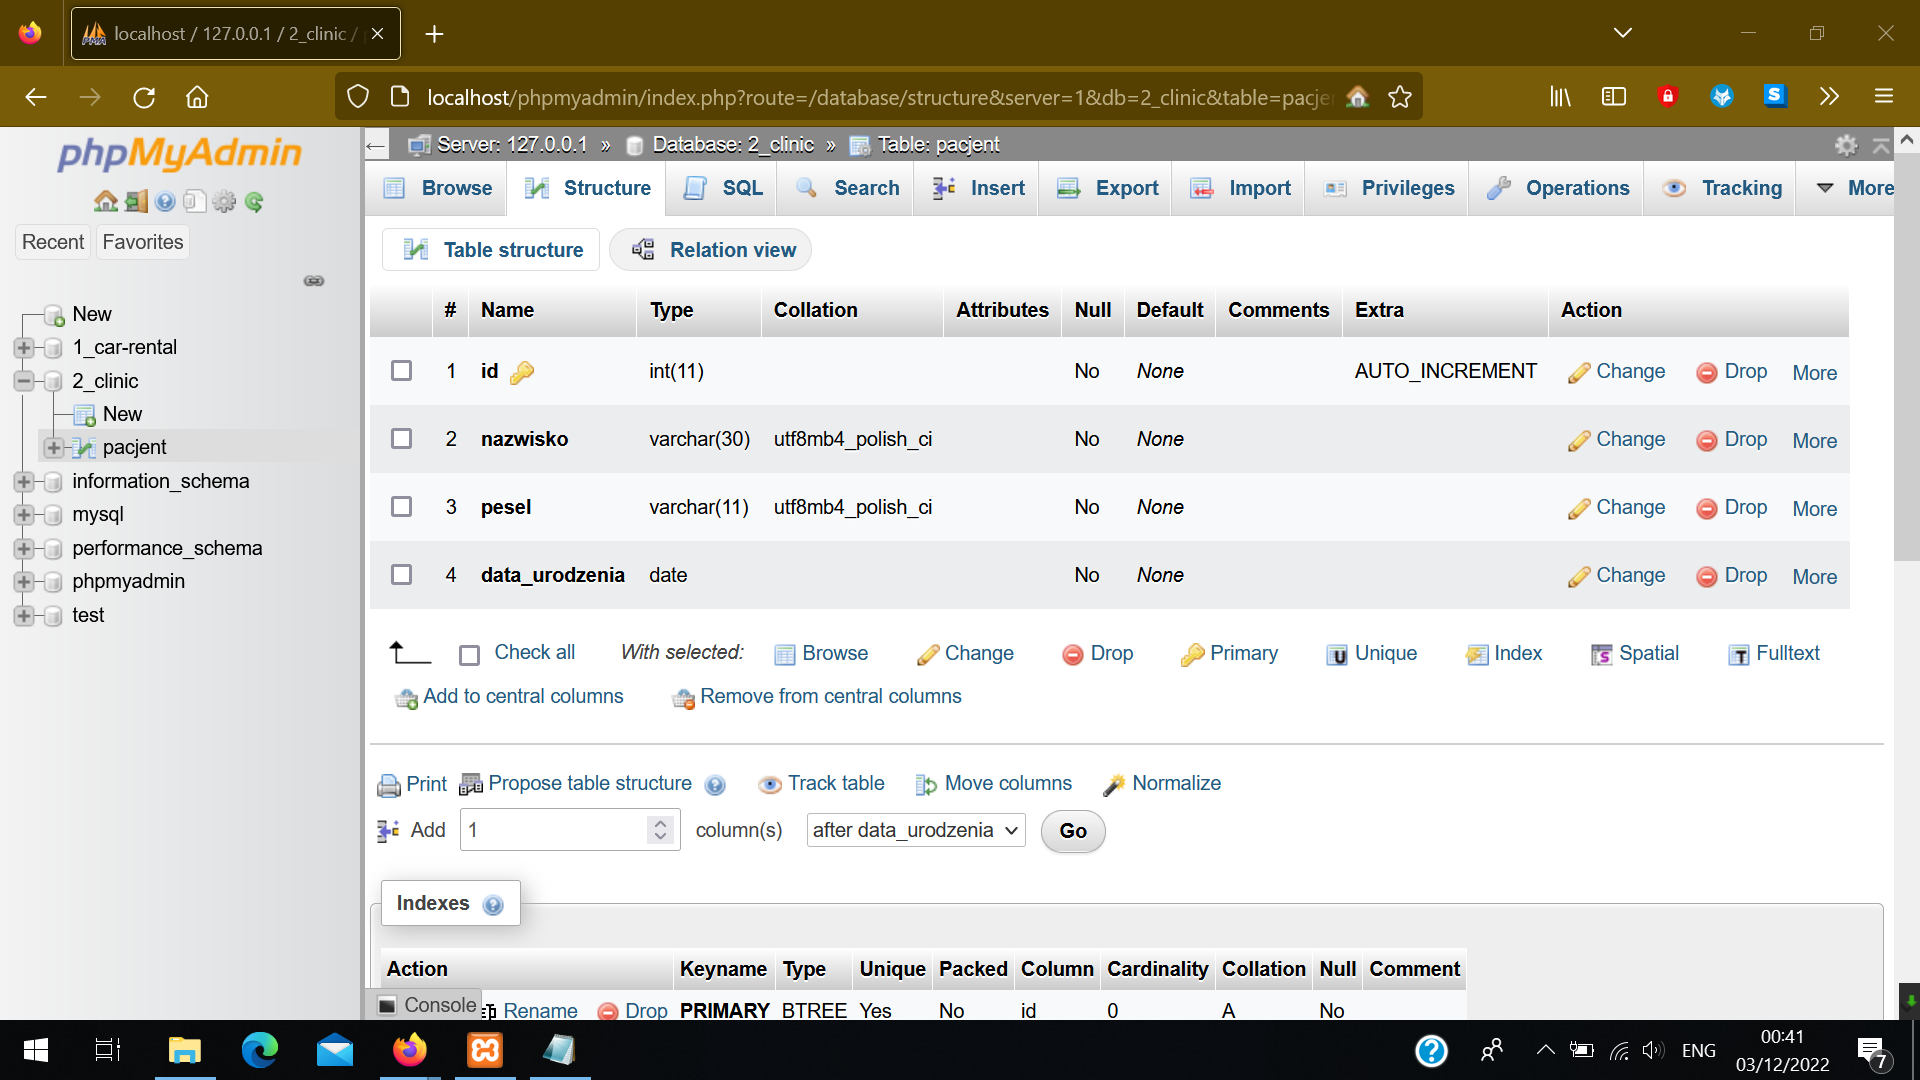 localhost / 127.0.0.1 / 2_clinic /
localhost/phpmyadmin/index.php?route=/database/structure&server=1&db=2_clinic&table=pacje
phpMyAdmin
Recent Favorites
New
1_car-rental
2_clinic
New
pacjent
information_schema
mysql
performance_schema
phpmyadmin
test
Server: 127.0.0.1 » Database: 2_clinic » Table: pacjent
Browse Structure SQL Search Insert Export Import Privileges Operations Tracking More
Table structure Relation view
# Name Type Collation Attributes Null Default Comments Extra Action
1 id int(11) No None AUTO_INCREMENT Change Drop More
2 nazwisko varchar(30) utf8mb4_polish_ci No None Change Drop More
3 pesel varchar(11) utf8mb4_polish_ci No None Change Drop More
4 data_urodzenia date No None Change Drop More
Check all With selected: Browse Change Drop Primary Unique Index Spatial Fulltext
Add to central columns Remove from central columns
Print Propose table structure Track table Move columns Normalize
Add 1 column(s) after data_urodzenia Go
Indexes
Action Keyname Type Unique Packed Column Cardinality Collation Null Comment
Rename Drop PRIMARY BTREE Yes No id 0 A No
Console
ENG
00:41
03/12/2022
7